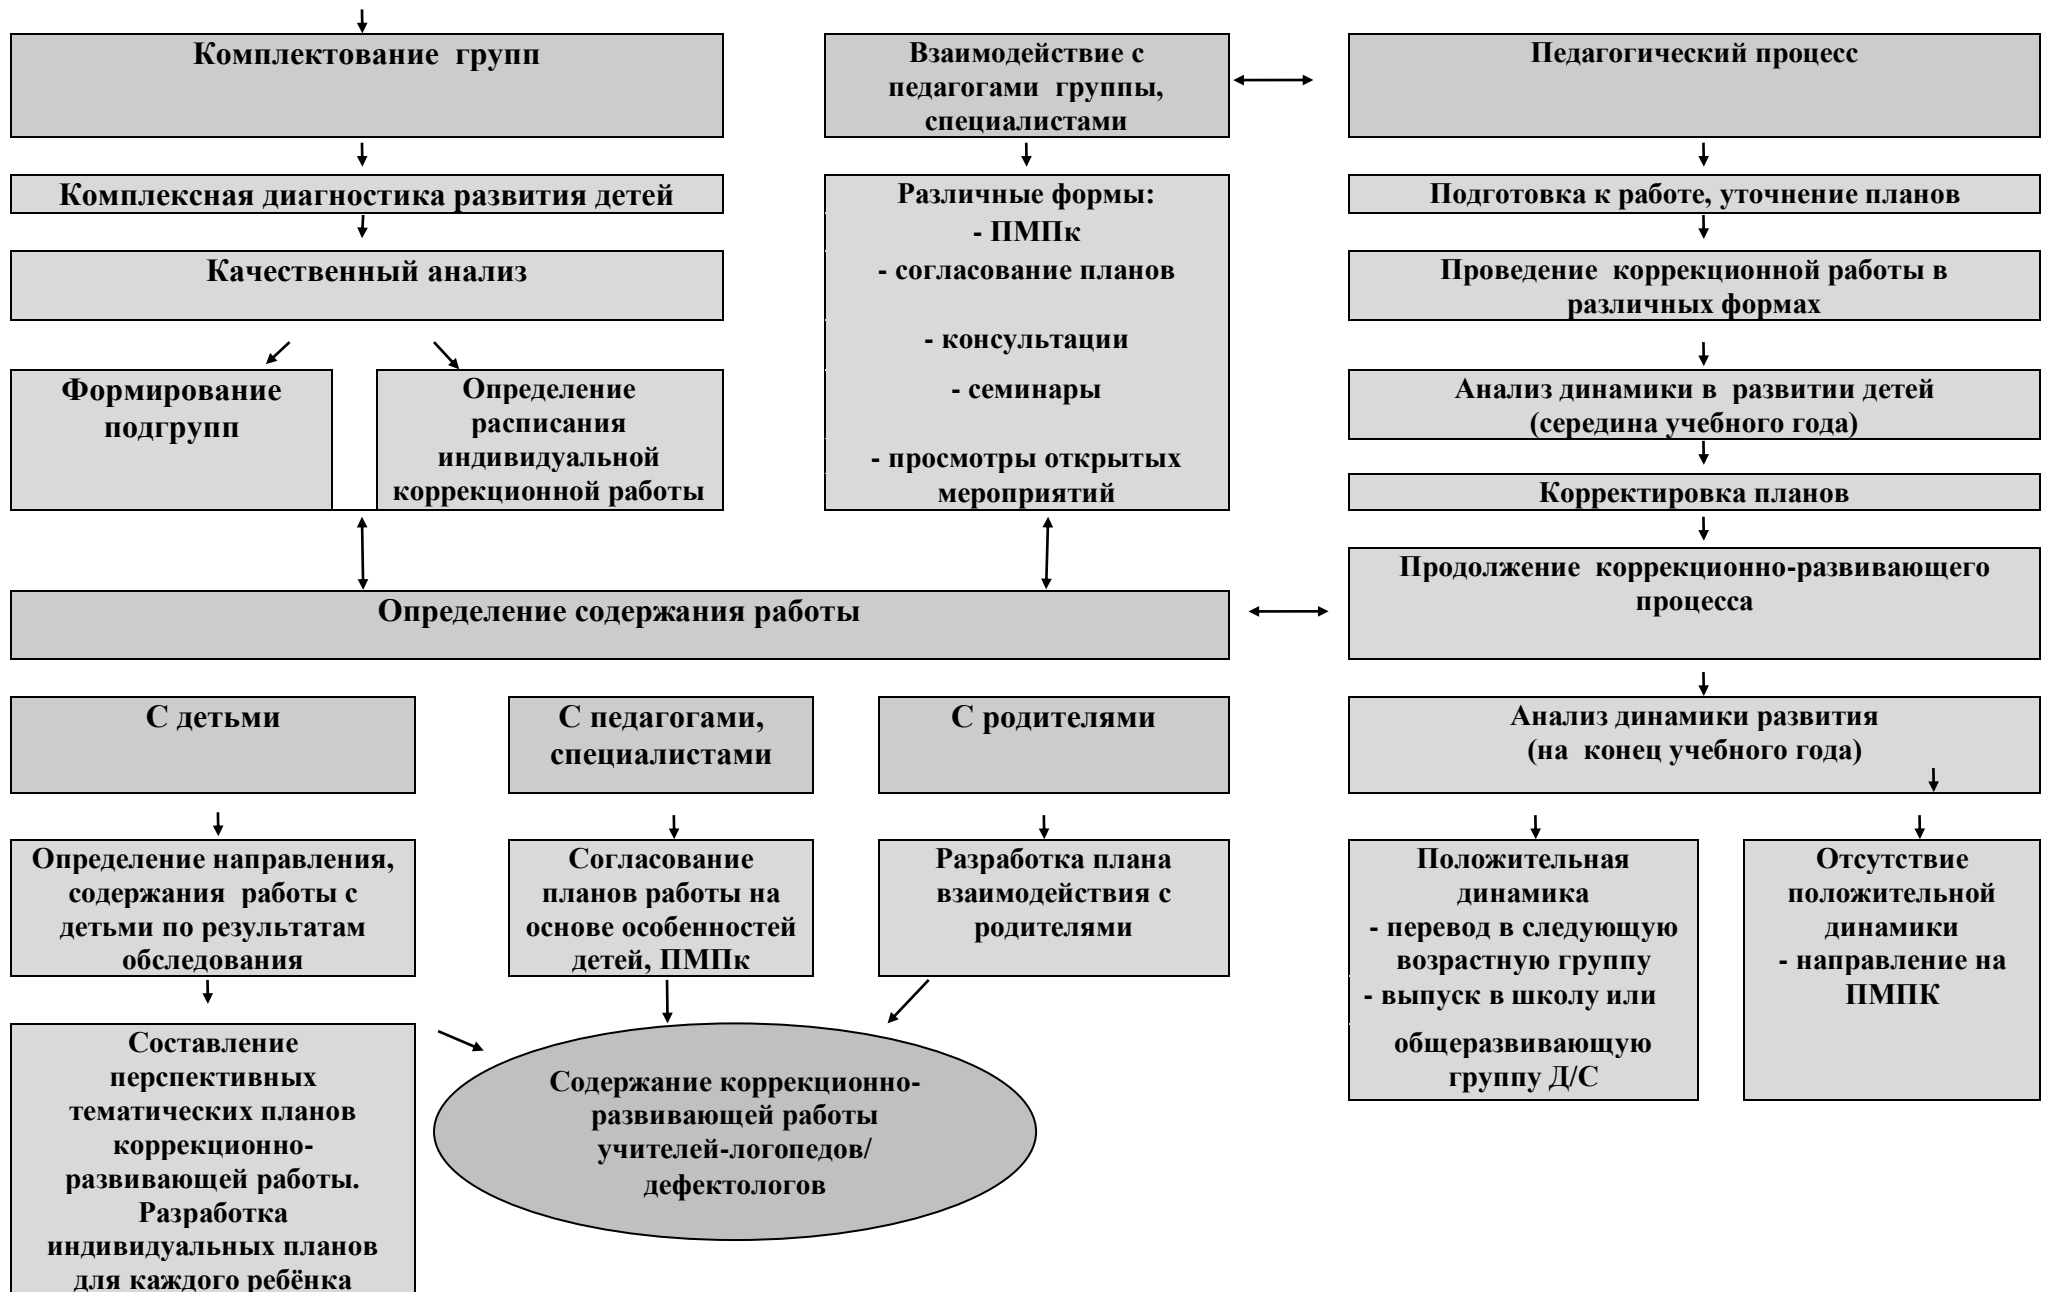 Комплектование групп
Взаимодействие с
педагогами группы,
специалистами
Педагогический процесс
Комплексная диагностика развития детей
Качественный анализ
Формирование
подгрупп
Определение
расписания
индивидуальной
коррекционной работы
Различные формы:
- ПМПк
- согласование планов
- консультации
- семинары
- просмотры открытых
мероприятий
Подготовка к работе, уточнение планов
Проведение коррекционной работы в
различных формах
Анализ динамики в развитии детей
(середина учебного года)
Корректировка планов
Продолжение коррекционно-развивающего
процесса
Определение содержания работы
С детьми
С педагогами,
специалистами
С родителями
Анализ динамики развития
(на конец учебного года)
Определение направления,
содержания работы с
детьми по результатам
обследования
Согласование
планов работы на
основе особенностей
детей, ПМПк
Разработка плана
взаимодействия с
родителями
Положительная
динамика
- перевод в следующую
возрастную группу
- выпуск в школу или
общеразвивающую
группу Д/С
Отсутствие
положительной
динамики
- направление на
ПМПК
Составление
перспективных
тематических планов
коррекционно-
развивающей работы.
Разработка
индивидуальных планов
для каждого ребёнка
Содержание коррекционно-
развивающей работы
учителей-логопедов/
дефектологов